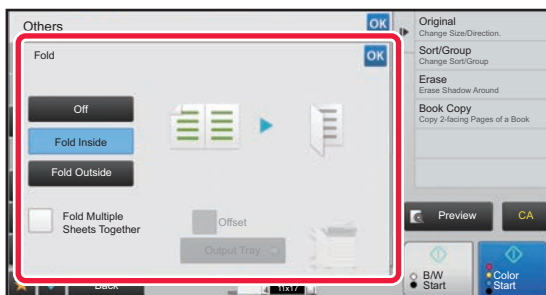 Others
OK
Fold
OK
Off
Fold Inside
Fold Outside
Fold Multiple
Sheets Together
Offset
Output Tray
Back
11x17
Original
Change Size/Direction.
Sort/Group
Change Sort/Group
Erase
Erase Shadow Around
Book Copy
Copy 2-facing Pages of a Book
Preview
CA
B/W
Start
Color
Start